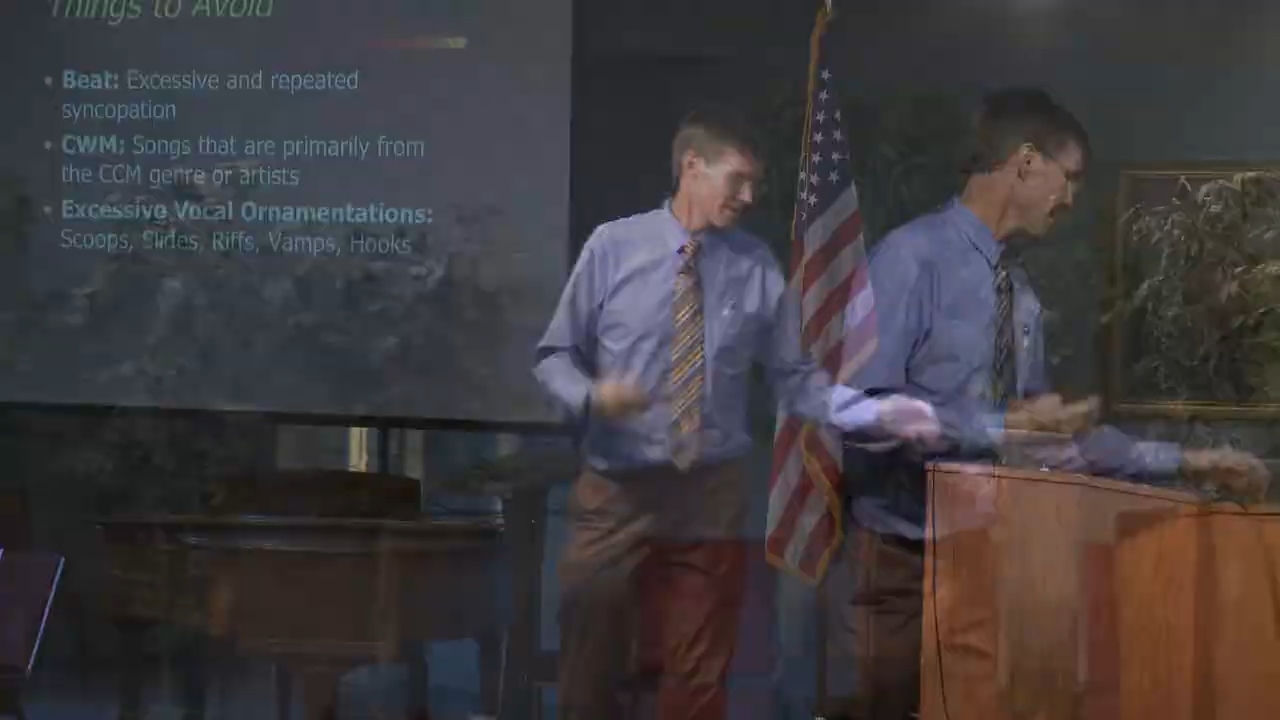 Things to Avoid
• Beat: Excessive and repeated
syncopation
• CWM: Songs that are primarily from
the CCM genre or artists
• Excessive Vocal Ornamentations:
Scoops, Slides, Riffs, Vamps, Hooks